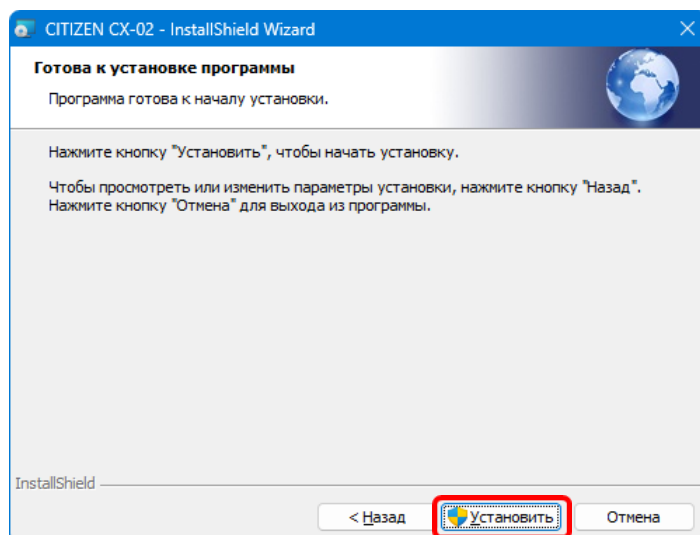 CITIZEN CX-02 - InstallShield Wizard
Готова к установке программы
Программа готова к началу установки.
Нажмите кнопку "Установить", чтобы начать установку.
Чтобы просмотреть или изменить параметры установки, нажмите кнопку "Назад".
Нажмите кнопку "Отмена" для выхода из программы.
InstallShield
< Назад Установить Отмена